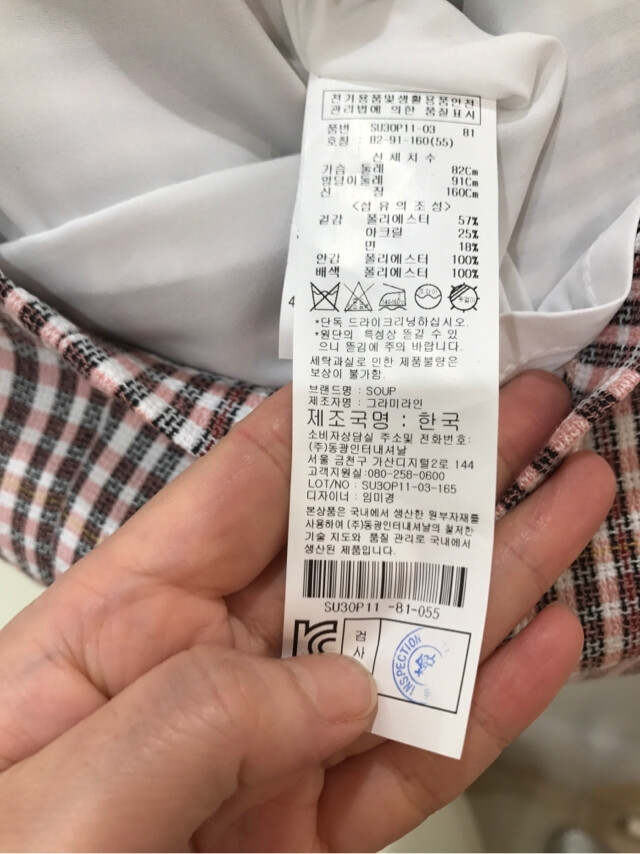 전기용품및생활용품안전
관리법에 의한 품질표시
품번 SU30P11-03 81
호칭 : 82-91-160(55)
신체치수
가슴 둘레 82Cm
엉덩이둘레 91Cm
신 장 160Cm
<섬유의조성>
겉감 폴리에스터 57%
아크릴 25%
면 18%
안감 폴리에스터 100%
배색 폴리에스터 100%
*단독 드라이크리닝하십시오.
*원단의 특성상 뜯길 수 있
으니 뜯김에 주의 바랍니다.
세탁과실로 인한 제품불량은
보상이 불가함.
브랜드명 : SOUP
제조자명 : 그라미라인
제조국명 : 한국
소비자상담실 주소및 전화번호:
(주)동광인터내셔날
서울 금천구 가산디지털2로 144
고객지원실:080-258-0600
LOT/NO : SU30P11-03-165
디자이너 : 임미경
본상품은 국내에서 생산한 원부자재를
사용하여 (주)동광인터내셔날의 철저한
기술 지도와 품질 관리로 국내에서
생산된 제품입니다.
SU30P11 -81-055
검
사
INSPECTION